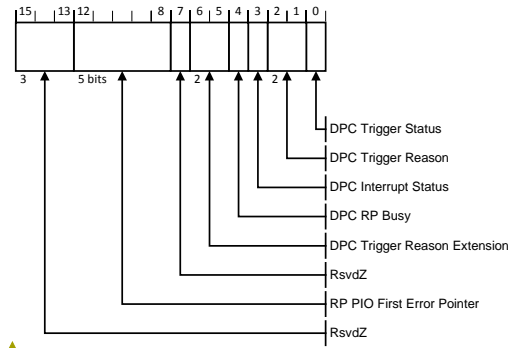 15 13 12 8 7 6 5 4 3 2 1 0
3 5 bits 2 2
DPC Trigger Status
DPC Trigger Reason
DPC Interrupt Status
DPC RP Busy
DPC Trigger Reason Extension
RsvdZ
RP PIO First Error Pointer
RsvdZ